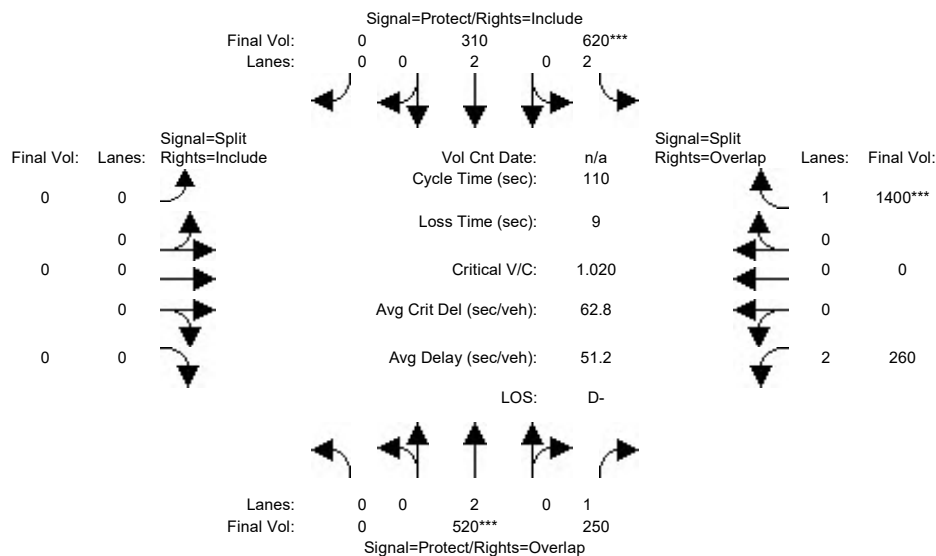 Signal=Protect/Rights=Include
Final Vol: 0 310 620***
Lanes: 0 0 2 0 2
Signal=Split
Final Vol: Lanes: Rights=Include
Vol Cnt Date: n/a
Signal=Split
Rights=Overlap Lanes: Final Vol:
Cycle Time (sec): 110
0 0
1 1400***
Loss Time (sec): 9
0
0
0 0
Critical V/C: 1.020
0 0
0
Avg Crit Del (sec/veh): 62.8
0
0 0
Avg Delay (sec/veh): 51.2
2 260
LOS: D-
Lanes: 0 0 2 0 1
Final Vol: 0 520*** 250
Signal=Protect/Rights=Overlap